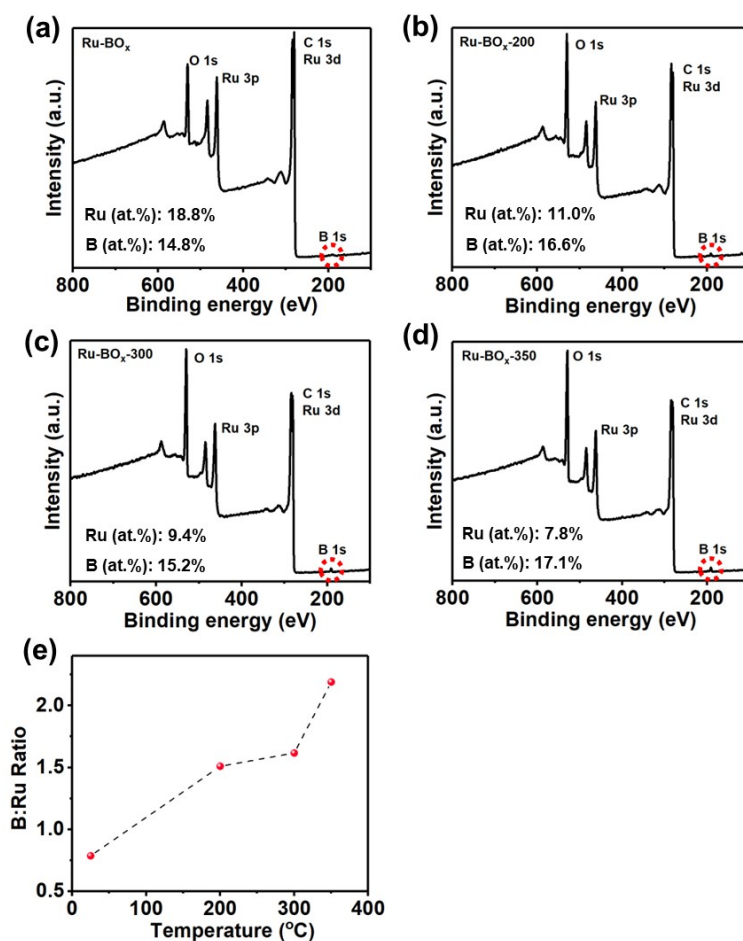 (a)
Ru-BOₓ
O 1s
Ru 3p
C 1s
Ru 3d
Ru (at.%): 18.8%
B (at.%): 14.8%
B 1s
Intensity (a.u.)
800 600 400 200
Binding energy (eV)
(b)
Ru-BOₓ-200
O 1s
Ru 3p
C 1s
Ru 3d
Ru (at.%): 11.0%
B (at.%): 16.6%
B 1s
Intensity (a.u.)
800 600 400 200
Binding energy (eV)
(c)
Ru-BOₓ-300
O 1s
Ru 3p
C 1s
Ru 3d
Ru (at.%): 9.4%
B (at.%): 15.2%
B 1s
Intensity (a.u.)
800 600 400 200
Binding energy (eV)
(d)
Ru-BOₓ-350
O 1s
Ru 3p
C 1s
Ru 3d
Ru (at.%): 7.8%
B (at.%): 17.1%
B 1s
Intensity (a.u.)
800 600 400 200
Binding energy (eV)
(e)
B:Ru Ratio
2.0
1.5
1.0
0.5
0 100 200 300 400
Temperature (°C)